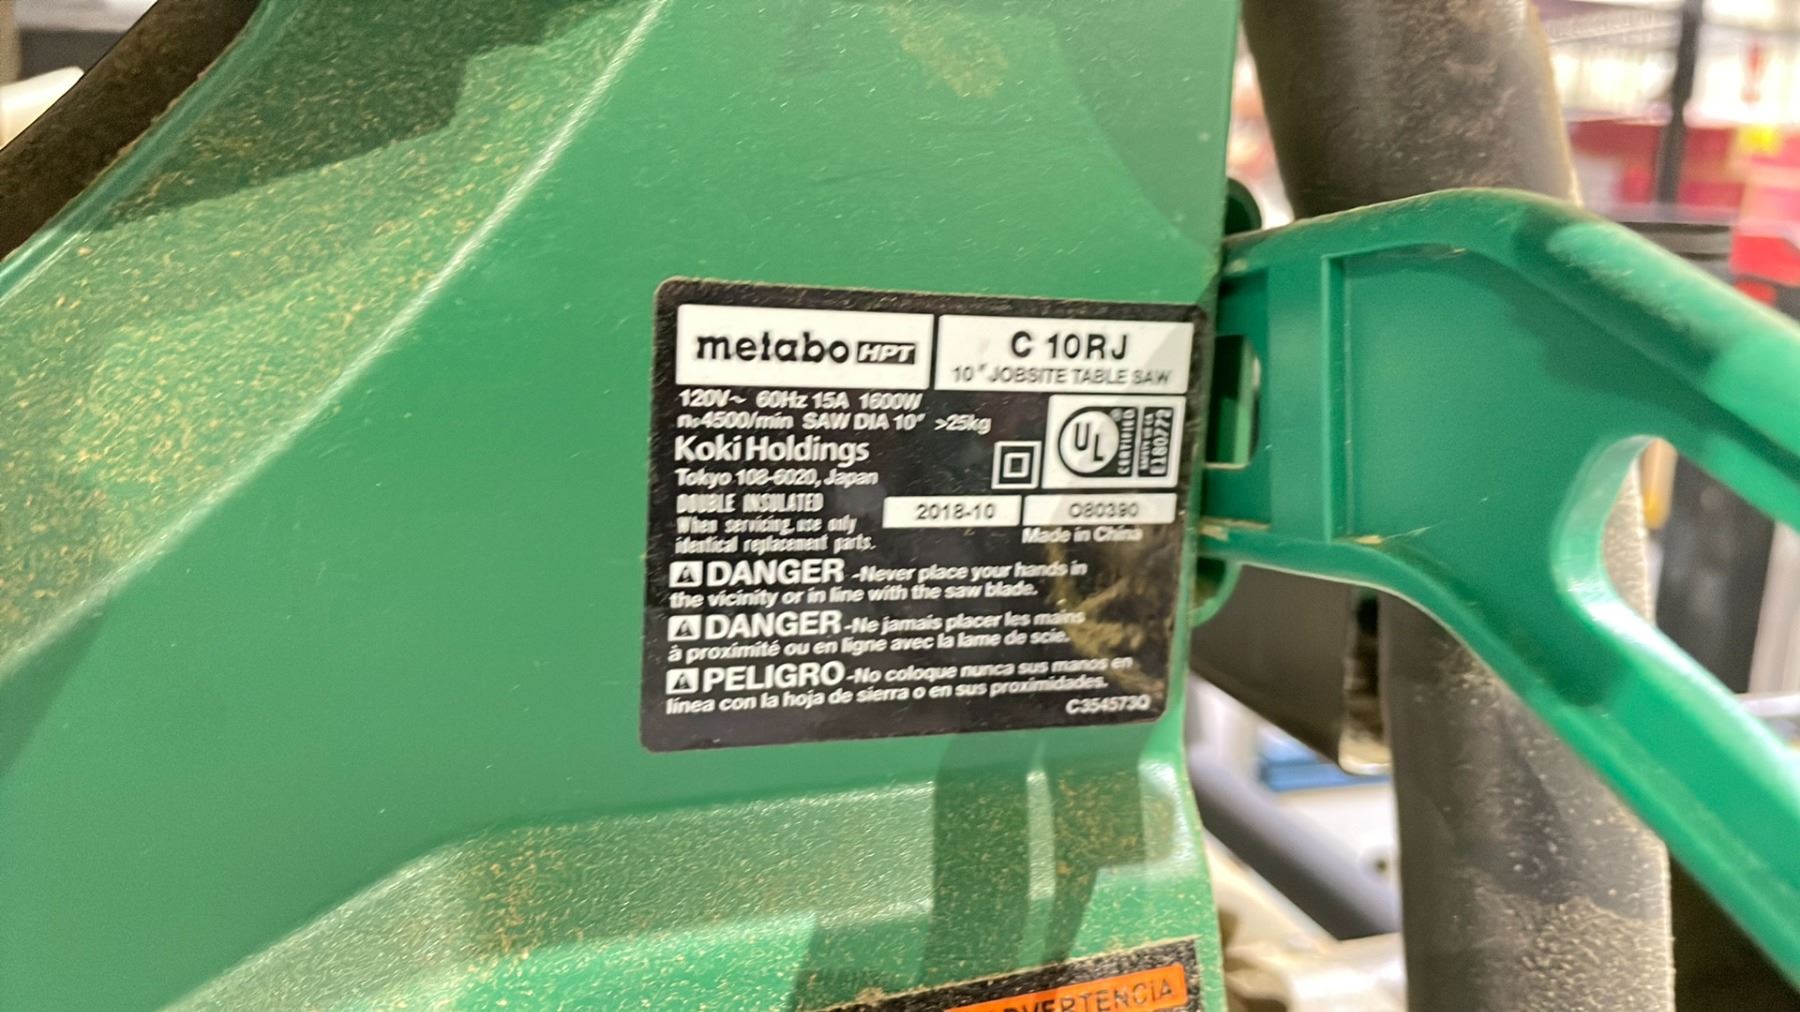 metabo HPT
C 10RJ
10" JOBSITE TABLE SAW
120V~ 60Hz 15A 1600W
n₀4500/min SAW DIA 10" >25kg
Koki Holdings
Tokyo 108-6020, Japan
DOUBLE INSULATED
When servicing, use only
identical replacement parts.
UL ®
CERTIFIED
E180722
2018-10
O80390
Made in China
DANGER -Never place your hands in
the vicinity or in line with the saw blade.
DANGER -Ne jamais placer les mains
à proximité ou en ligne avec la lame de scie.
PELIGRO -No coloque nunca sus manos en
línea con la hoja de sierra o en sus proximidades.
C354573Q
ADVERTENCIA